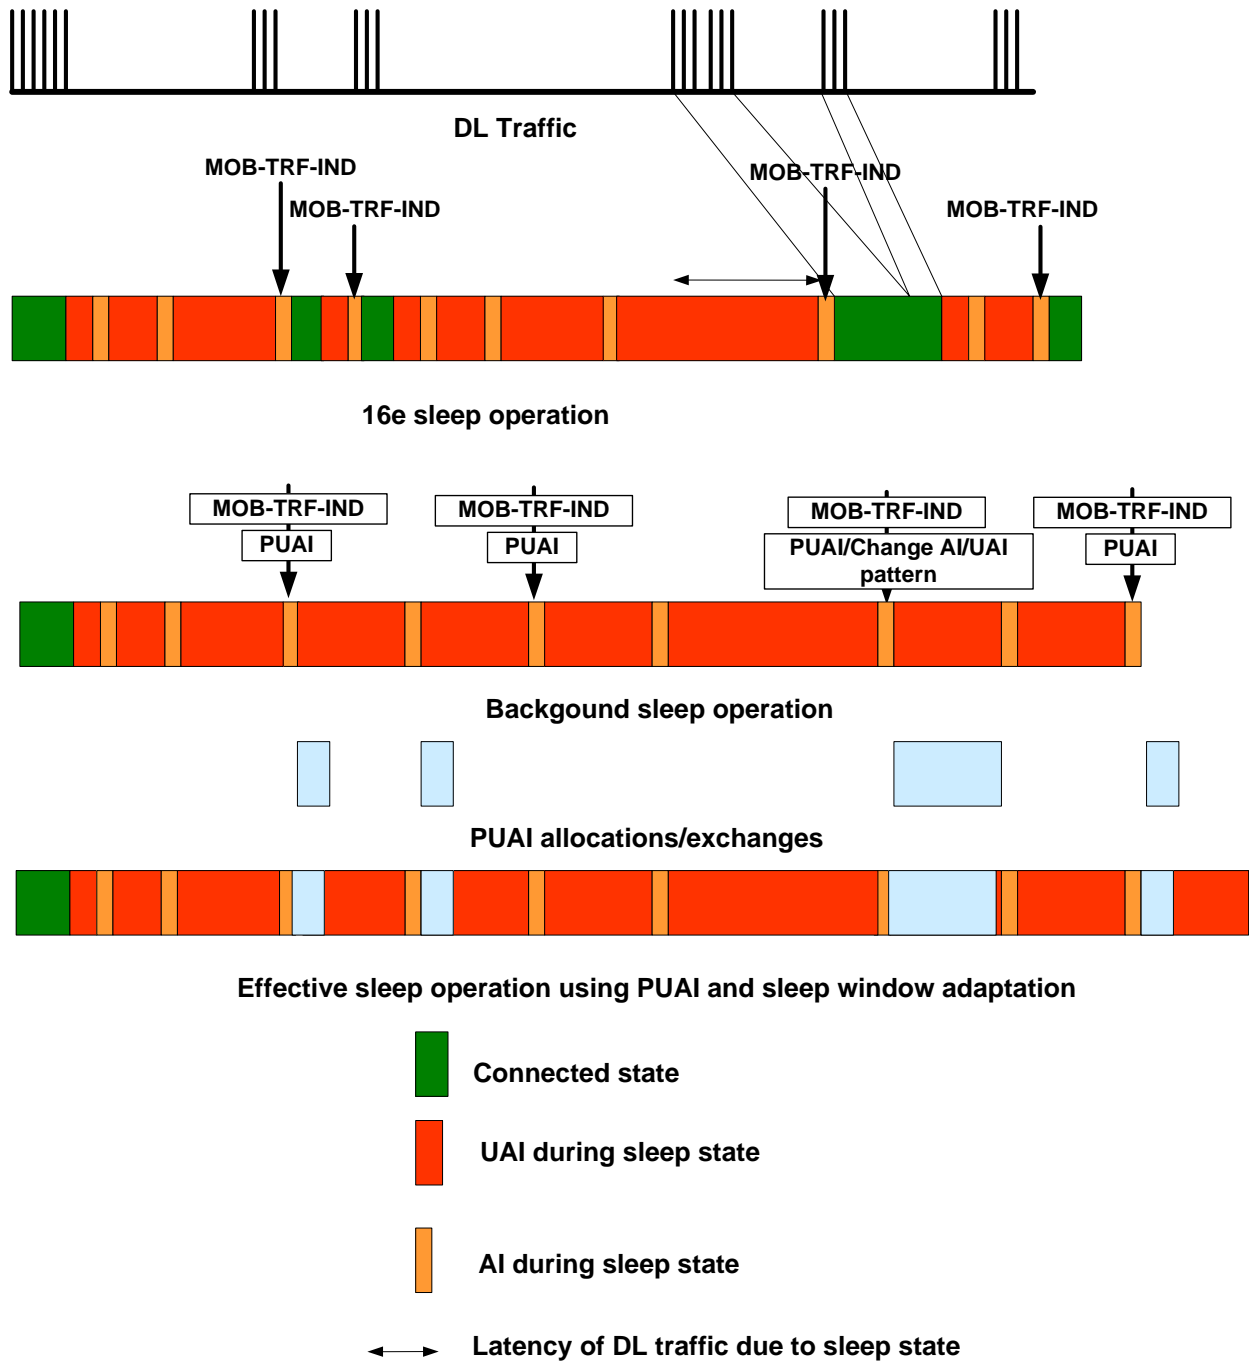 DL Traffic
MOB-TRF-IND
MOB-TRF-IND
MOB-TRF-IND
MOB-TRF-IND
16e sleep operation
MOB-TRF-IND
MOB-TRF-IND
MOB-TRF-IND
MOB-TRF-IND
PUAI
PUAI
PUAI/Change AI/UAI
pattern
PUAI
Backgound sleep operation
PUAI allocations/exchanges
Effective sleep operation using PUAI and sleep window adaptation
Connected state
UAI during sleep state
AI during sleep state
Latency of DL traffic due to sleep state